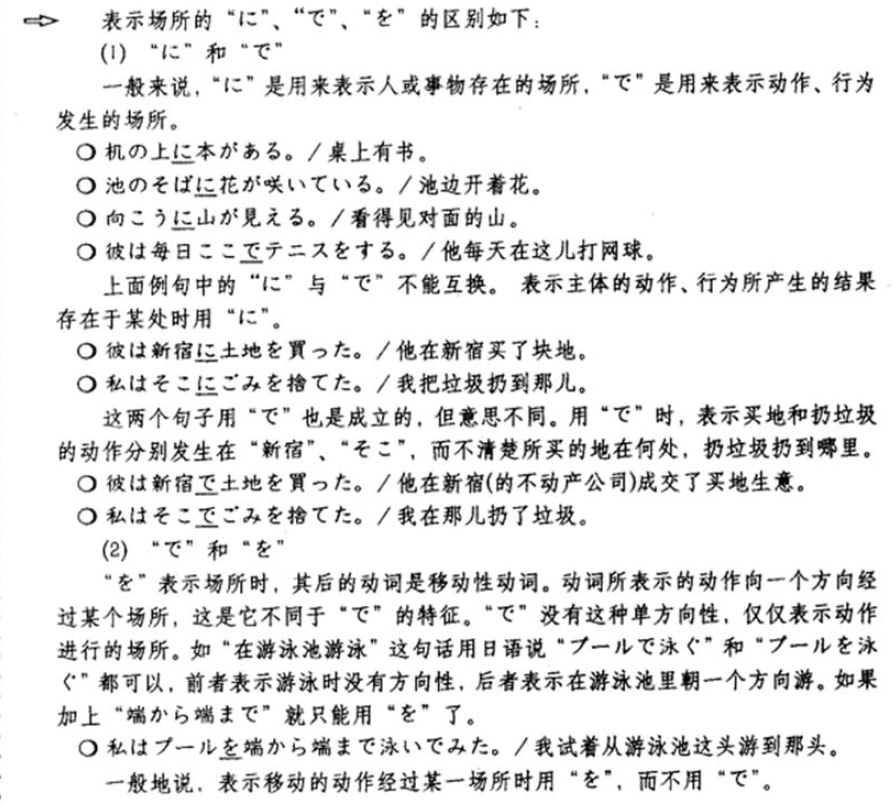 ⇨ 表示场所的“に”、“で”、“を”的区别如下：
(1) “に”和“で”
一般来说，“に”是用来表示人或事物存在的场所，“で”是用来表示动作、行为
发生的场所。
○ 机の上に本がある。/ 桌上有书。
○ 池のそばに花が咲いている。/ 池边开着花。
○ 向こうに山が見える。/ 看得见对面的山。
○ 彼は毎日ここでテニスをする。/ 他每天在这儿打网球。
上面例句中的“に”与“で”不能互换。 表示主体的动作、行为所产生的结果
存在于某处时用“に”。
○ 彼は新宿に土地を買った。/ 他在新宿买了块地。
○ 私はそこにごみを捨てた。/ 我把垃圾扔到那儿。
这两个句子用“で”也是成立的，但意思不同。用“で”时，表示买地和扔垃圾
的动作分别发生在“新宿”、“そこ”，而不清楚所买的地在何处，扔垃圾扔到哪里。
○ 彼は新宿で土地を買った。/ 他在新宿(的不动产公司)成交了买地生意。
○ 私はそこでごみを捨てた。/ 我在那儿扔了垃圾。
(2) “で”和“を”
“を”表示场所时，其后的动词是移动性动词。动词所表示的动作向一个方向经
过某个场所，这是它不同于“で”的特征。“で”没有这种单方向性，仅仅表示动作
进行的场所。如“在游泳池游泳”这句话用日语说“プールで泳ぐ”和“プールを泳
ぐ”都可以，前者表示游泳时没有方向性，后者表示在游泳池里朝一个方向游。如果
加上“端から端まで”就只能用“を”了。
○ 私はプールを端から端まで泳いでみた。/ 我试着从游泳池这头游到那头。
一般地说，表示移动的动作经过某一场所时用“を”，而不用“で”。